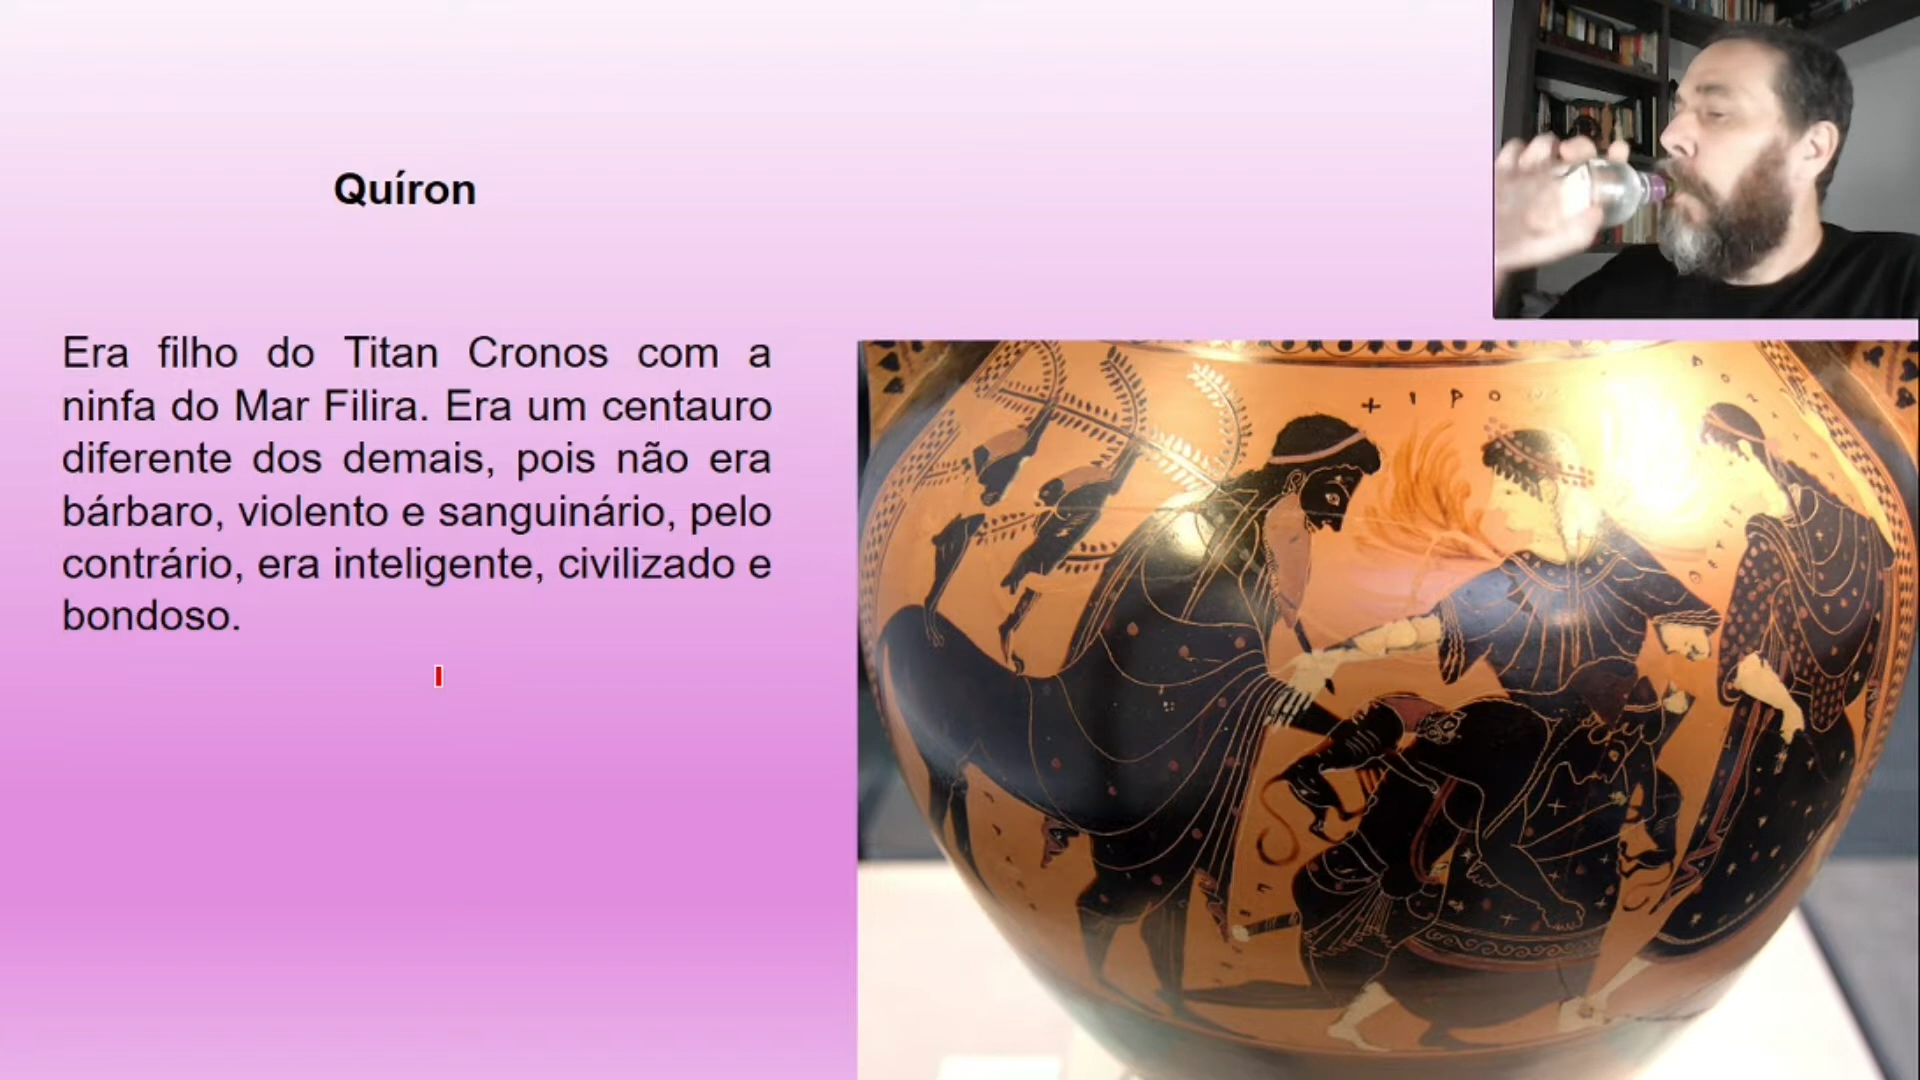 Quíron
Era filho do Titan Cronos com a
ninfa do Mar Filira. Era um centauro
diferente dos demais, pois não era
bárbaro, violento e sanguinário, pelo
contrário, era inteligente, civilizado e
bondoso.